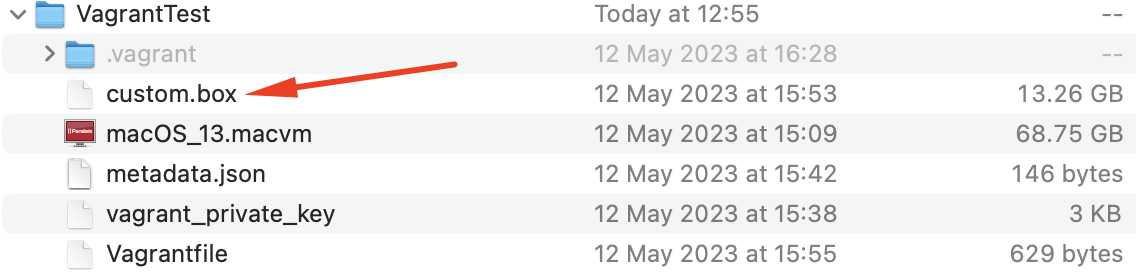 VagrantTest Today at 12:55 --
.vagrant 12 May 2023 at 16:28 --
custom.box 12 May 2023 at 15:53 13.26 GB
macOS_13.macvm 12 May 2023 at 15:09 68.75 GB
metadata.json 12 May 2023 at 15:42 146 bytes
vagrant_private_key 12 May 2023 at 15:38 3 KB
Vagrantfile 12 May 2023 at 15:55 629 bytes